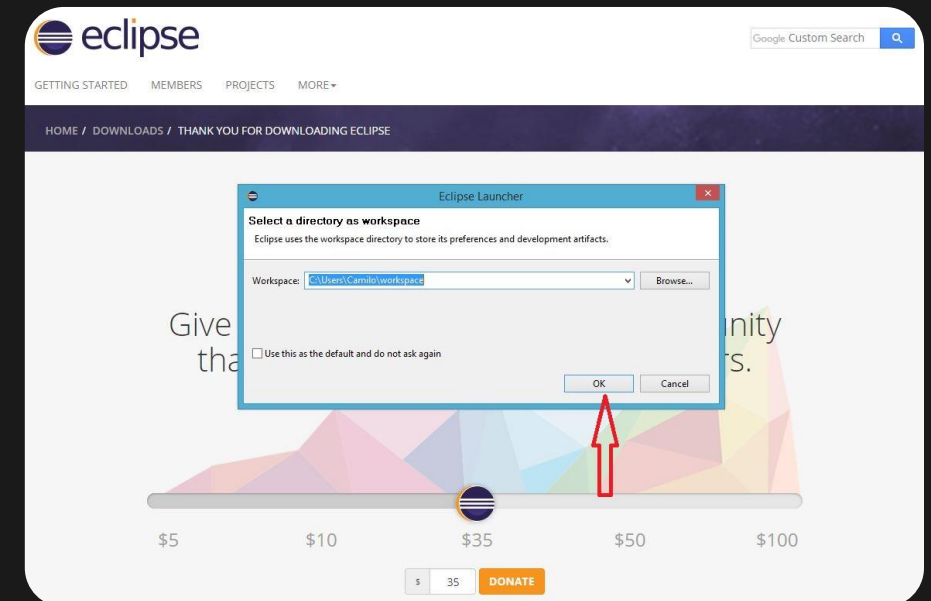 eclipse
Google Custom Search
GETTING STARTED MEMBERS PROJECTS MORE
HOME / DOWNLOADS / THANK YOU FOR DOWNLOADING ECLIPSE
Eclipse Launcher
Select a directory as workspace
Eclipse uses the workspace directory to store its preferences and development artifacts.
Workspace: C:\Users\Camilo\workspace Browse...
Give
Use this as the default and do not ask again
OK Cancel
$5 $10 $35 $50 $100
$ 35 DONATE